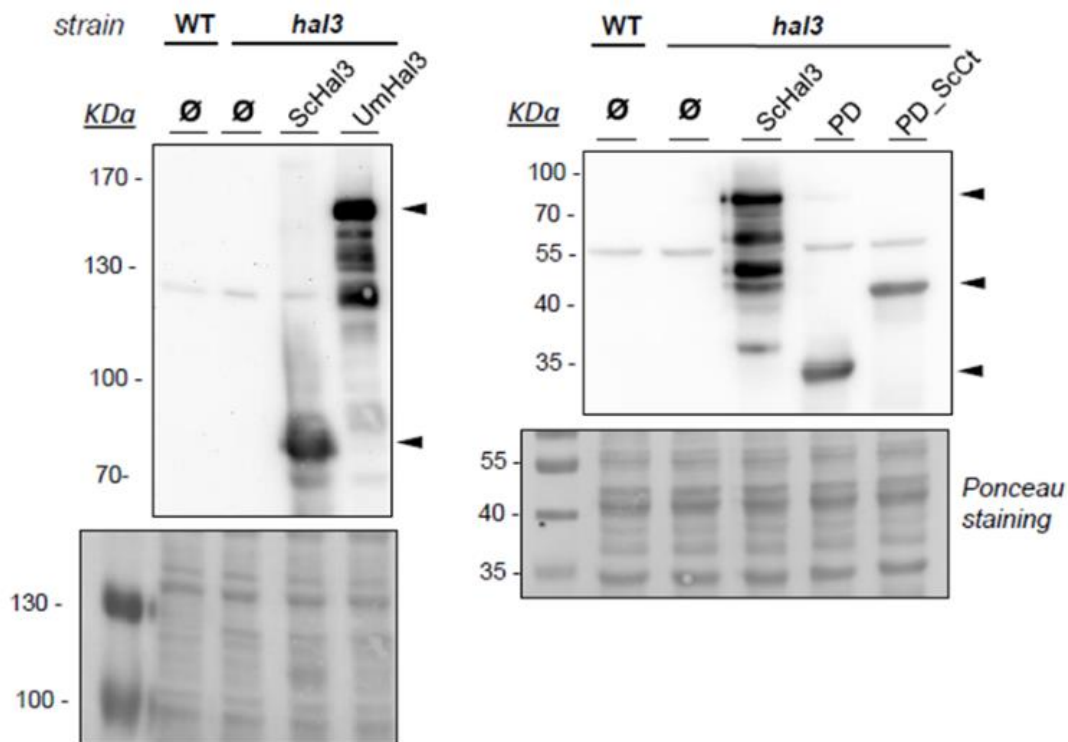 strain WT hal3
KDa Ø Ø ScHal3 UmHal3
170 -
130 -
100 -
70-
130 -
100 -
WT hal3
KDa Ø Ø ScHal3 PD PD_ScCt
100 -
70 -
55 -
40 -
35 -
55 -
40 -
35 -
Ponceau
staining